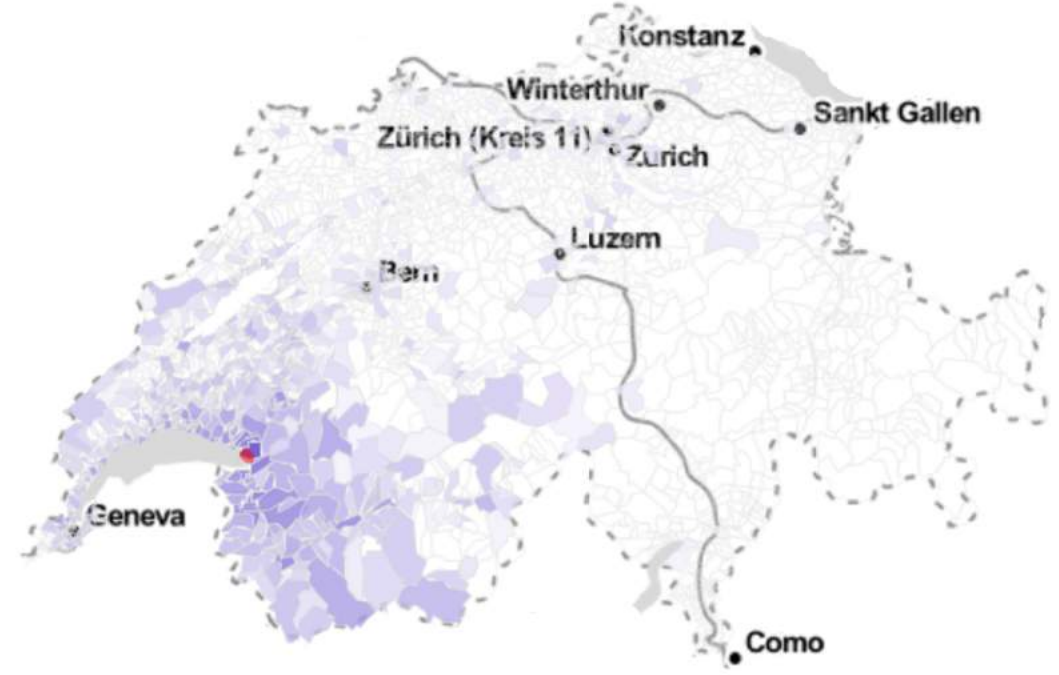 Konstanz
Winterthur
Sankt Gallen
Zürich (Kreis 11)
Zurich
Luzern
Bern
Geneva
Como